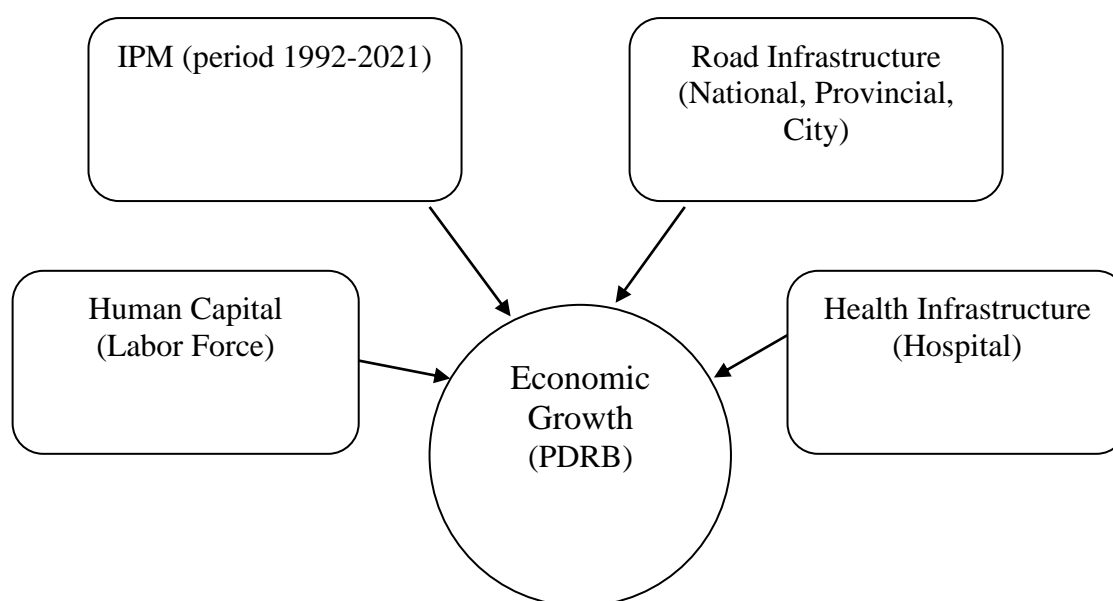 IPM (period 1992-2021)
Road Infrastructure
(National, Provincial,
City)
Human Capital
(Labor Force)
Health Infrastructure
(Hospital)
Economic
Growth
(PDRB)